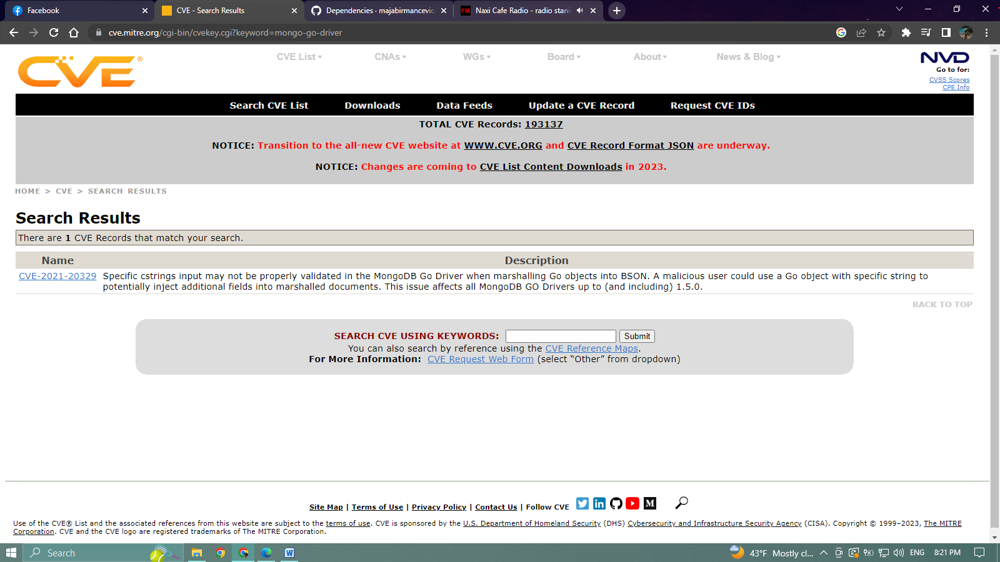 Facebook
CVE - Search Results
Dependencies · majabirmancevic
Naxi Cafe Radio - radio stani
cve.mitre.org/cgi-bin/cvekey.cgi?keyword=mongo-go-driver
CVE®
CVE List
CNAs
WGs
Board
About
News & Blog
NVD
Go to for:
CVSS Scores
CPE Info
Search CVE List
Downloads
Data Feeds
Update a CVE Record
Request CVE IDs
TOTAL CVE Records: 193137
NOTICE: Transition to the all-new CVE website at WWW.CVE.ORG and CVE Record Format JSON are underway.
NOTICE: Changes are coming to CVE List Content Downloads in 2023.
HOME > CVE > SEARCH RESULTS
Search Results
There are 1 CVE Records that match your search.
Name Description
CVE-2021-20329 Specific cstrings input may not be properly validated in the MongoDB Go Driver when marshalling Go objects into BSON. A malicious user could use a Go object with specific string to
potentially inject additional fields into marshalled documents. This issue affects all MongoDB GO Drivers up to (and including) 1.5.0.
BACK TO TOP
SEARCH CVE USING KEYWORDS: Submit
You can also search by reference using the CVE Reference Maps.
For More Information: CVE Request Web Form (select “Other” from dropdown)
Site Map | Terms of Use | Privacy Policy | Contact Us | Follow CVE
Use of the CVE® List and the associated references from this website are subject to the terms of use. CVE is sponsored by the U.S. Department of Homeland Security (DHS) Cybersecurity and Infrastructure Security Agency (CISA). Copyright © 1999–2023, The MITRE
Corporation. CVE and the CVE logo are registered trademarks of The MITRE Corporation.
Search
43°F Mostly cl...
ENG
8:21 PM